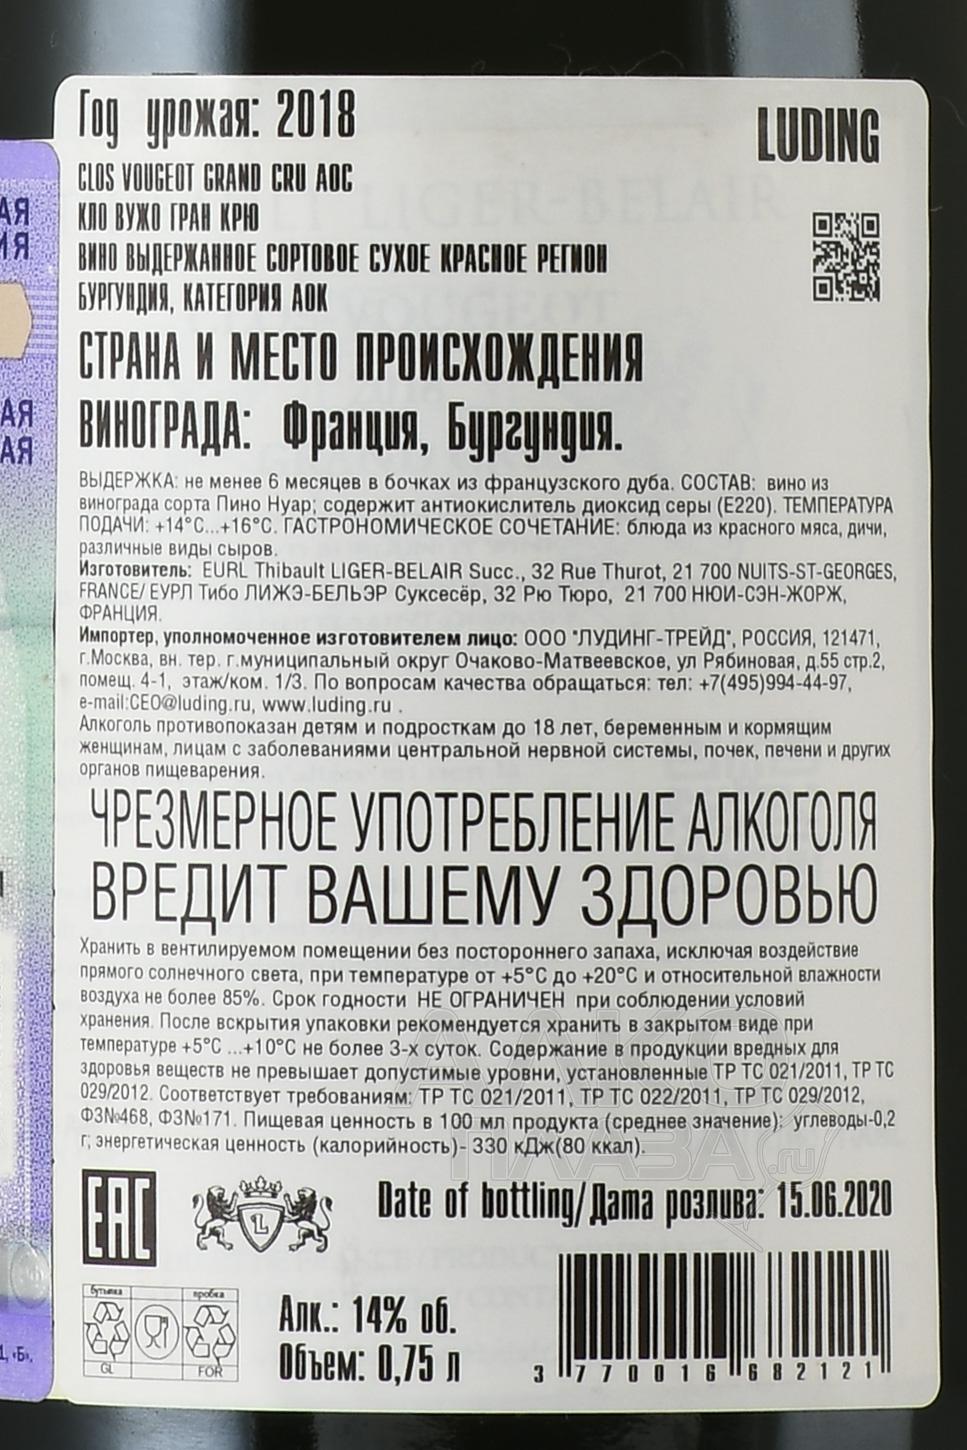 Год урожая: 2018
LUDING
CLOS VOUGEOT GRAND CRU AOC
КЛО ВУЖО ГРАН КРЮ
ВИНО ВЫДЕРЖАННОЕ СОРТОВОЕ СУХОЕ КРАСНОЕ РЕГИОН
БУРГУНДИЯ, КАТЕГОРИЯ АОК
СТРАНА И МЕСТО ПРОИСХОЖДЕНИЯ
ВИНОГРАДА: Франция, Бургундия.
ВЫДЕРЖКА: не менее 6 месяцев в бочках из французского дуба. СОСТАВ: вино из
винограда сорта Пино Нуар; содержит антиокислитель диоксид серы (Е220). ТЕМПЕРАТУРА
ПОДАЧИ: +14°С...+16°С. ГАСТРОНОМИЧЕСКОЕ СОЧЕТАНИЕ: блюда из красного мяса, дичи,
различные виды сыров.
Изготовитель: EURL Thibault LIGER-BELAIR Succ., 32 Rue Thurot, 21 700 NUITS-ST-GEORGES,
FRANCE/ ЕУРЛ Тибо ЛИЖЭ-БЕЛЬЭР Суксесёр, 32 Рю Тюро, 21 700 НЮИ-СЭН-ЖОРЖ,
ФРАНЦИЯ.
Импортер, уполномоченное изготовителем лицо: ООО "ЛУДИНГ-ТРЕЙД", РОССИЯ, 121471,
г.Москва, вн. тер. г.муниципальный округ Очаково-Матвеевское, ул Рябиновая, д.55 стр.2,
помещ. 4-1, этаж/ком. 1/3. По вопросам качества обращаться: тел: +7(495)994-44-97,
e-mail:CEO@luding.ru, www.luding.ru .
Алкоголь противопоказан детям и подросткам до 18 лет, беременным и кормящим
женщинам, лицам с заболеваниями центральной нервной системы, почек, печени и других
органов пищеварения.
ЧРЕЗМЕРНОЕ УПОТРЕБЛЕНИЕ АЛКОГОЛЯ
ВРЕДИТ ВАШЕМУ ЗДОРОВЬЮ
Хранить в вентилируемом помещении без постороннего запаха, исключая воздействие
прямого солнечного света, при температуре от +5°С до +20°С и относительной влажности
воздуха не более 85%. Срок годности НЕ ОГРАНИЧЕН при соблюдении условий
хранения. После вскрытия упаковки рекомендуется хранить в закрытом виде при
температуре +5°С ...+10°С не более 3-х суток. Содержание в продукции вредных для
здоровья веществ не превышает допустимые уровни, установленные ТР ТС 021/2011, ТР ТС
029/2012. Соответствует требованиям: ТР ТС 021/2011, ТР ТС 022/2011, ТР ТС 029/2012,
ФЗ№468, ФЗ№171. Пищевая ценность в 100 мл продукта (среднее значение): углеводы-0,2
г; энергетическая ценность (калорийность)- 330 кДж(80 ккал).
EAC
L
Date of bottling/Дата розлива: 15.06.2020
бутылка пробка
GL FOR
Алк.: 14% об.
Объем: 0,75 л
3 770016 682121
АЯ
ИЯ
АЯ
АЯ
АЛКО
ПЛАЗА.ru